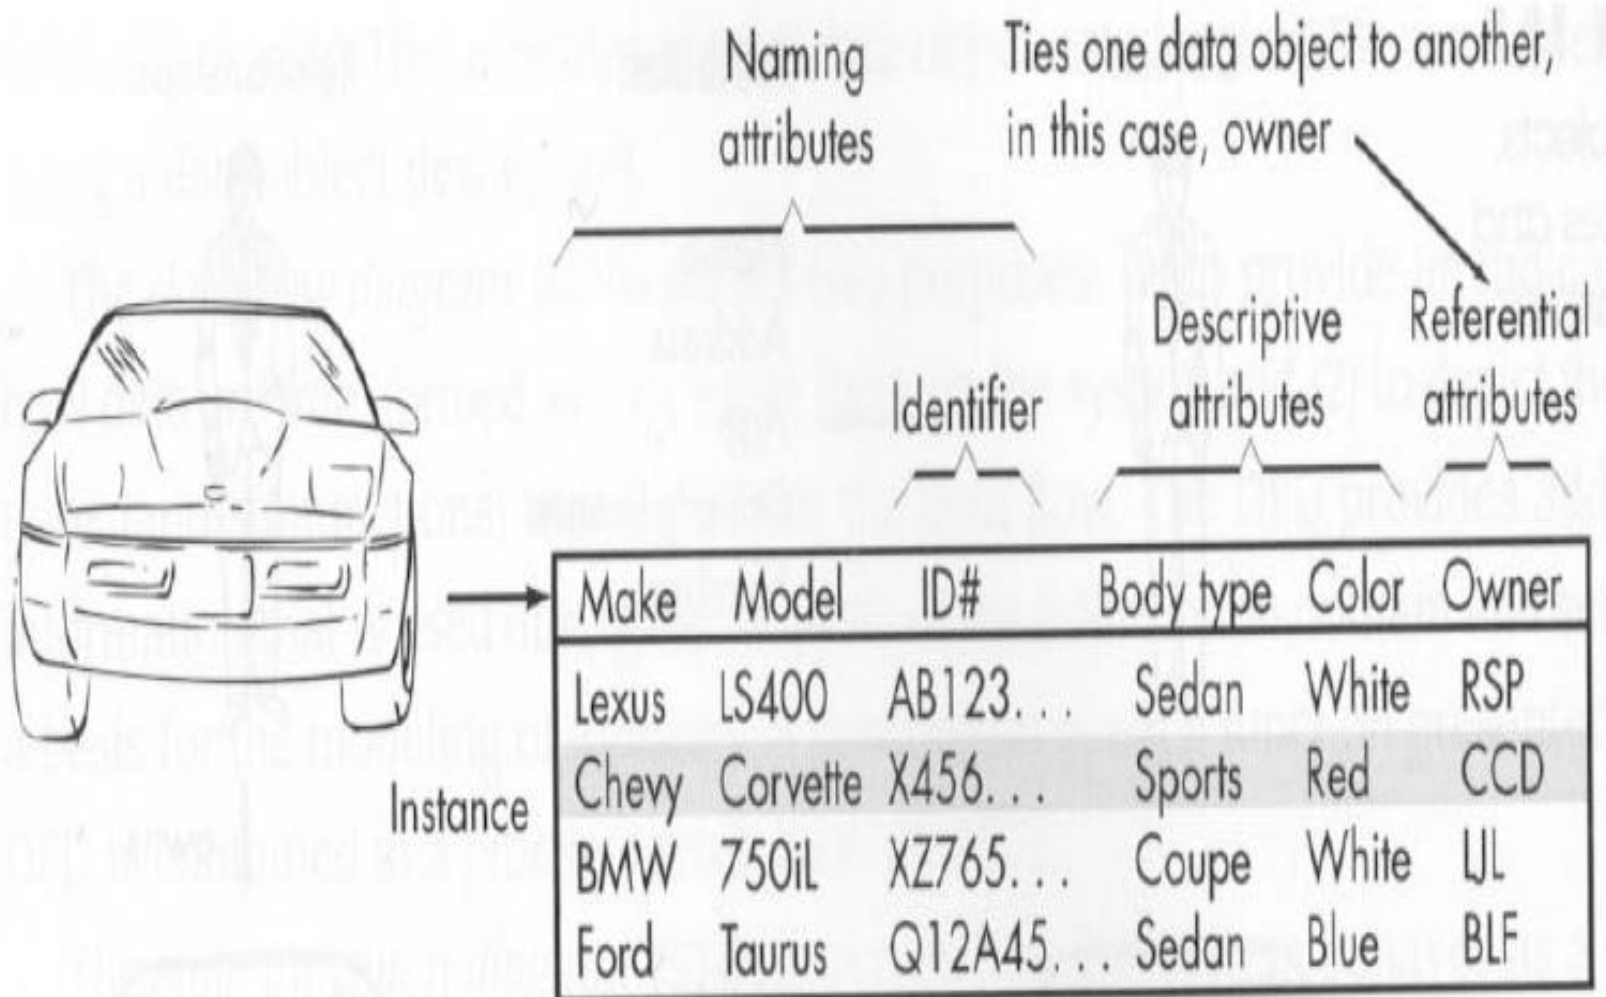 Naming
attributes
Ties one data object to another,
in this case, owner
Identifier
Descriptive
attributes
Referential
attributes
Make Model ID# Body type Color Owner
Lexus LS400 AB123. . . Sedan White RSP
Chevy Corvette X456. . . Sports Red CCD
Instance
BMW 750iL XZ765. . . Coupe White LJL
Ford Taurus Q12A45. . . Sedan Blue BLF